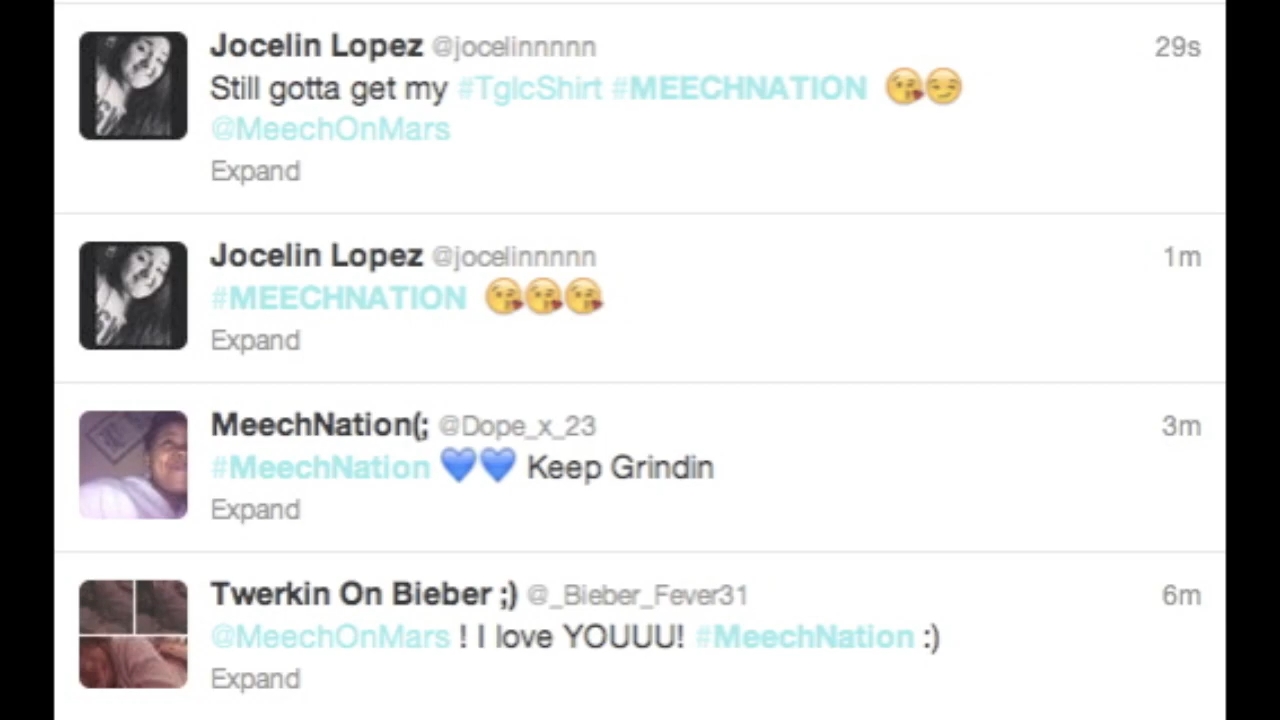 Jocelin Lopez @jocelinnnnn 29s
Still gotta get my #TglcShirt #MEECHNATION 😘😏
@MeechOnMars
Expand
Jocelin Lopez @jocelinnnnn 1m
#MEECHNATION 😘😘😘
Expand
MeechNation(; @Dope_x_23 3m
#MeechNation 💙💙 Keep Grindin
Expand
Twerkin On Bieber ;) @_Bieber_Fever31 6m
@MeechOnMars ! I love YOUUU! #MeechNation :)
Expand